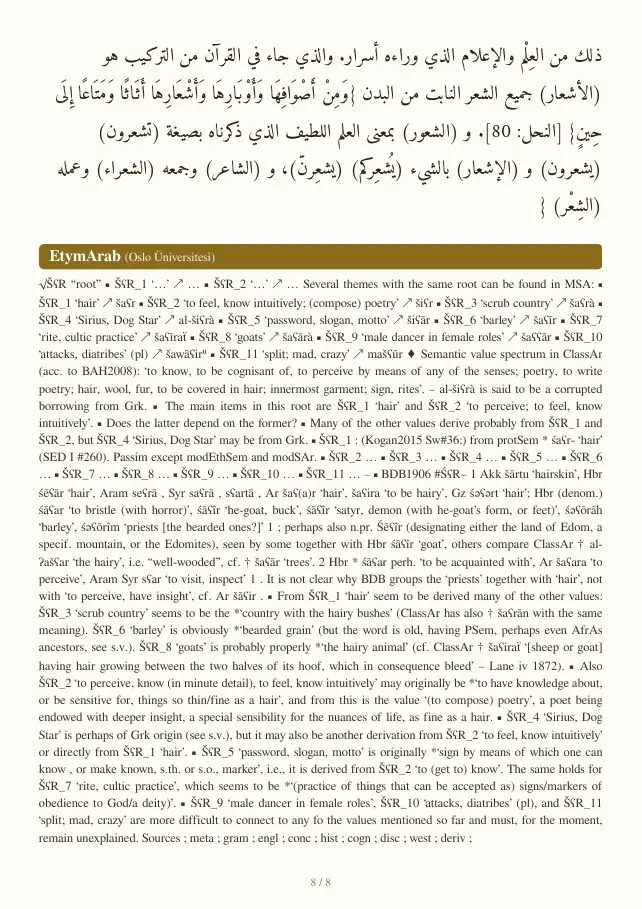 ذلك من العِلْم والإعلام الذي وراءه أسرار. والذي جاء في القرآن من التركيب هو
(الأشعار) جميع الشعر النابت من البدن {وَمِنْ أَصْوَافِهَا وَأَوْبَارِهَا وَأَشْعَارِهَا أَثَاثًا وَمَتَاعًا إِلَى
حِينٍ} [النحل: 80]. و (الشعور) بمعنى العلم اللطيف الذي ذكرناه بصيغة (تشعرون)
(يشعرون) و (الإشعار) بالشيء (يُشعِركم) (يشعِرنّ)، و (الشاعر) وجمعه (الشعراء) وعمله
(الشِعْر) {
EtymArab (Oslo Üniversitesi)
√ŠʕR “root” ▪ ŠʕR_1 ‘…’ ↗ … ▪ ŠʕR_2 ‘…’ ↗ … Several themes with the same root can be found in MSA: ▪
ŠʕR_1 ‘hair’ ↗ šaʕr ▪ ŠʕR_2 ‘to feel, know intuitively; (compose) poetry’ ↗ šiʕr ▪ ŠʕR_3 ‘scrub country’ ↗ šaʕrà ▪
ŠʕR_4 ‘Sirius, Dog Star’ ↗ al-šiʕrà ▪ ŠʕR_5 ‘password, slogan, motto’ ↗ šiʕār ▪ ŠʕR_6 ‘barley’ ↗ šaʕīr ▪ ŠʕR_7
‘rite, cultic practice’ ↗ šaʕīraï ▪ ŠʕR_8 ‘goats’ ↗ šaʕārà ▪ ŠʕR_9 ‘male dancer in female roles’ ↗ šaʕʕār ▪ ŠʕR_10
‘attacks, diatribes’ (pl) ↗ šawāʕirᵘ ▪ ŠʕR_11 ‘split; mad, crazy’ ↗ mašʕūr ♦ Semantic value spectrum in ClassAr
(acc. to BAH2008): ‘to know, to be cognisant of, to perceive by means of any of the senses; poetry, to write
poetry; hair, wool, fur, to be covered in hair; innermost garment; sign, rites’. – al-šiʕrà is said to be a corrupted
borrowing from Grk. ▪ The main items in this root are ŠʕR_1 ‘hair’ and ŠʕR_2 ‘to perceive; to feel, know
intuitively’. ▪ Does the latter depend on the former? ▪ Many of the other values derive probably from ŠʕR_1 and
ŠʕR_2, but ŠʕR_4 ‘Sirius, Dog Star’ may be from Grk. ▪ ŠʕR_1 : (Kogan2015 Sw#36:) from protSem * śaʕr- ‘hair’
(SED I #260). Passim except modEthSem and modSAr. ▪ ŠʕR_2 … ▪ ŠʕR_3 … ▪ ŠʕR_4 … ▪ ŠʕR_5 … ▪ ŠʕR_6
… ▪ ŠʕR_7 … ▪ ŠʕR_8 … ▪ ŠʕR_9 … ▪ ŠʕR_10 … ▪ ŠʕR_11 … – ▪ BDB1906 #ŚʕR– 1 Akk šārtu ‘hairskin’, Hbr
śēʕār ‘hair’, Aram seʕrā , Syr saʕrā , sʕartā , Ar šaʕ(a)r ‘hair’, šaʕira ‘to be hairy’, Gz śəʕərt ‘hair’; Hbr (denom.)
śāʕar ‘to bristle (with horror)’, śāʕīr ‘he-goat, buck’, śāʕīr ‘satyr, demon (with he-goat’s form, or feet)’, śəʕōrāh
‘barley’, śəʕōrîm ‘priests [the bearded ones?]’ 1 ; perhaps also n.pr. Śēʕīr (designating either the land of Edom, a
specif. mountain, or the Edomites), seen by some together with Hbr śāʕīr ‘goat’, others compare ClassAr † al-
ʔašʕar ‘the hairy’, i.e. “well-wooded”, cf. † šaʕār ‘trees’. 2 Hbr * śāʕar perh. ‘to be acquainted with’, Ar šaʕara ‘to
perceive’, Aram Syr sʕar ‘to visit, inspect’ 1 . It is not clear why BDB groups the ‘priests’ together with ‘hair’, not
with ‘to perceive, have insight’, cf. Ar šāʕir . ▪ From ŠʕR_1 ‘hair’ seem to be derived many of the other values:
ŠʕR_3 ‘scrub country’ seems to be the *‘country with the hairy bushes’ (ClassAr has also † šaʕrān with the same
meaning). ŠʕR_6 ‘barley’ is obviously *‘bearded grain’ (but the word is old, having PSem, perhaps even AfrAs
ancestors, see s.v.). ŠʕR_8 ‘goats’ is probably properly *‘the hairy animal’ (cf. ClassAr † šaʕiraï ‘[sheep or goat]
having hair growing between the two halves of its hoof, which in consequence bleed’ – Lane iv 1872). ▪ Also
ŠʕR_2 ‘to perceive, know (in minute detail), to feel, know intuitively’ may originally be *‘to have knowledge about,
or be sensitive for, things so thin/fine as a hair’, and from this is the value ‘(to compose) poetry’, a poet being
endowed with deeper insight, a special sensibility for the nuances of life, as fine as a hair. ▪ ŠʕR_4 ‘Sirius, Dog
Star’ is perhaps of Grk origin (see s.v.), but it may also be another derivation from ŠʕR_2 ‘to feel, know intuitively’
or directly from ŠʕR_1 ‘hair’. ▪ ŠʕR_5 ‘password, slogan, motto’ is originally *‘sign by means of which one can
know , or make known, s.th. or s.o., marker’, i.e., it is derived from ŠʕR_2 ‘to (get to) know’. The same holds for
ŠʕR_7 ‘rite, cultic practice’, which seems to be *‘(practice of things that can be accepted as) signs/markers of
obedience to God/a deity)’. ▪ ŠʕR_9 ‘male dancer in female roles’, ŠʕR_10 ‘attacks, diatribes’ (pl), and ŠʕR_11
‘split; mad, crazy’ are more difficult to connect to any fo the values mentioned so far and must, for the moment,
remain unexplained. Sources ; meta ; gram ; engl ; conc ; hist ; cogn ; disc ; west ; deriv ;
8 / 8